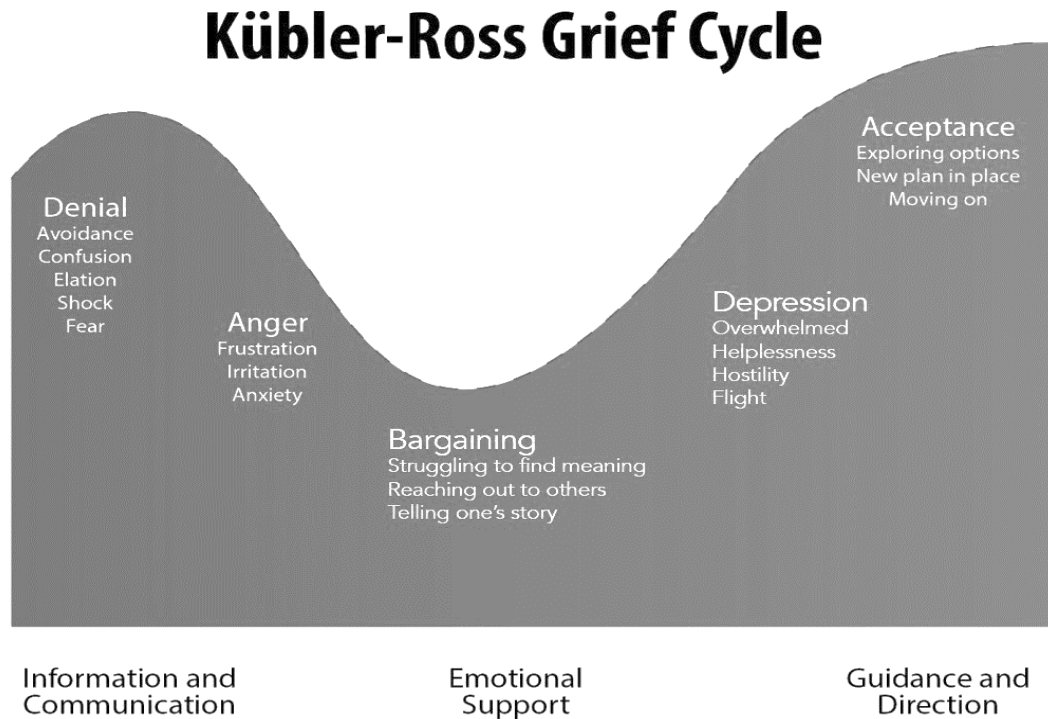 Kübler-Ross Grief Cycle
Denial
Avoidance
Confusion
Elation
Shock
Fear
Anger
Frustration
Irritation
Anxiety
Bargaining
Struggling to find meaning
Reaching out to others
Telling one's story
Depression
Overwhelmed
Helplessness
Hostility
Flight
Acceptance
Exploring options
New plan in place
Moving on
Information and
Communication
Emotional
Support
Guidance and
Direction